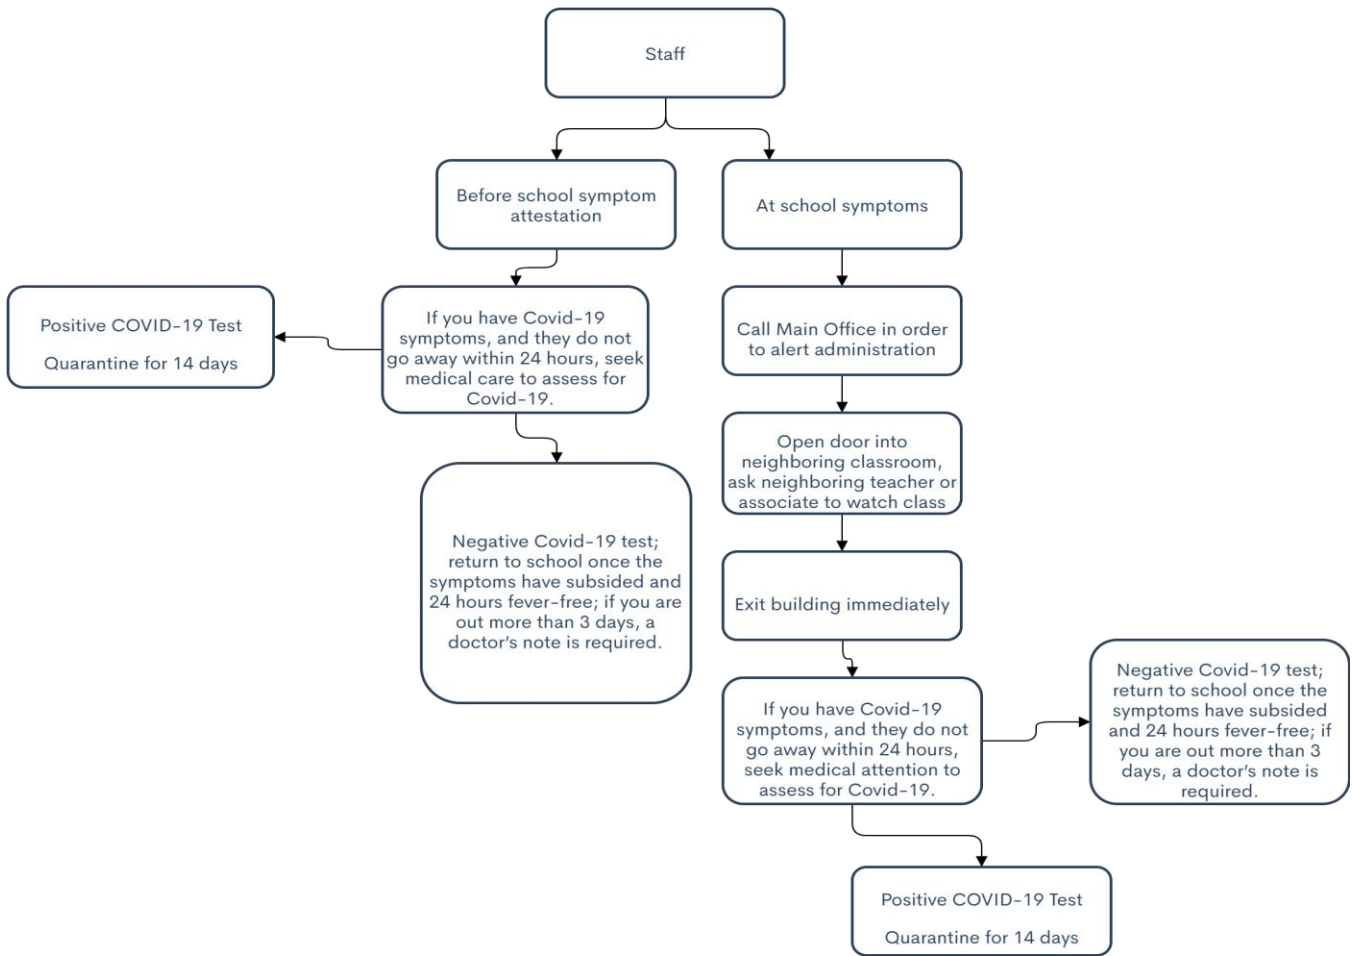 Staff
Before school symptom
attestation
At school symptoms
Positive COVID-19 Test
Quarantine for 14 days
If you have Covid-19
symptoms, and they do not
go away within 24 hours, seek
medical care to assess for
Covid-19.
Call Main Office in order
to alert administration
Open door into
neighboring classroom,
ask neighboring teacher or
associate to watch class
Negative Covid-19 test;
return to school once the
symptoms have subsided and
24 hours fever-free; if you are
out more than 3 days, a
doctor's note is required.
Exit building immediately
If you have Covid-19
symptoms, and they do not
go away within 24 hours,
seek medical attention to
assess for Covid-19.
Negative Covid-19 test;
return to school once the
symptoms have subsided
and 24 hours fever-free; if
you are out more than 3
days, a doctor's note is
required.
Positive COVID-19 Test
Quarantine for 14 days